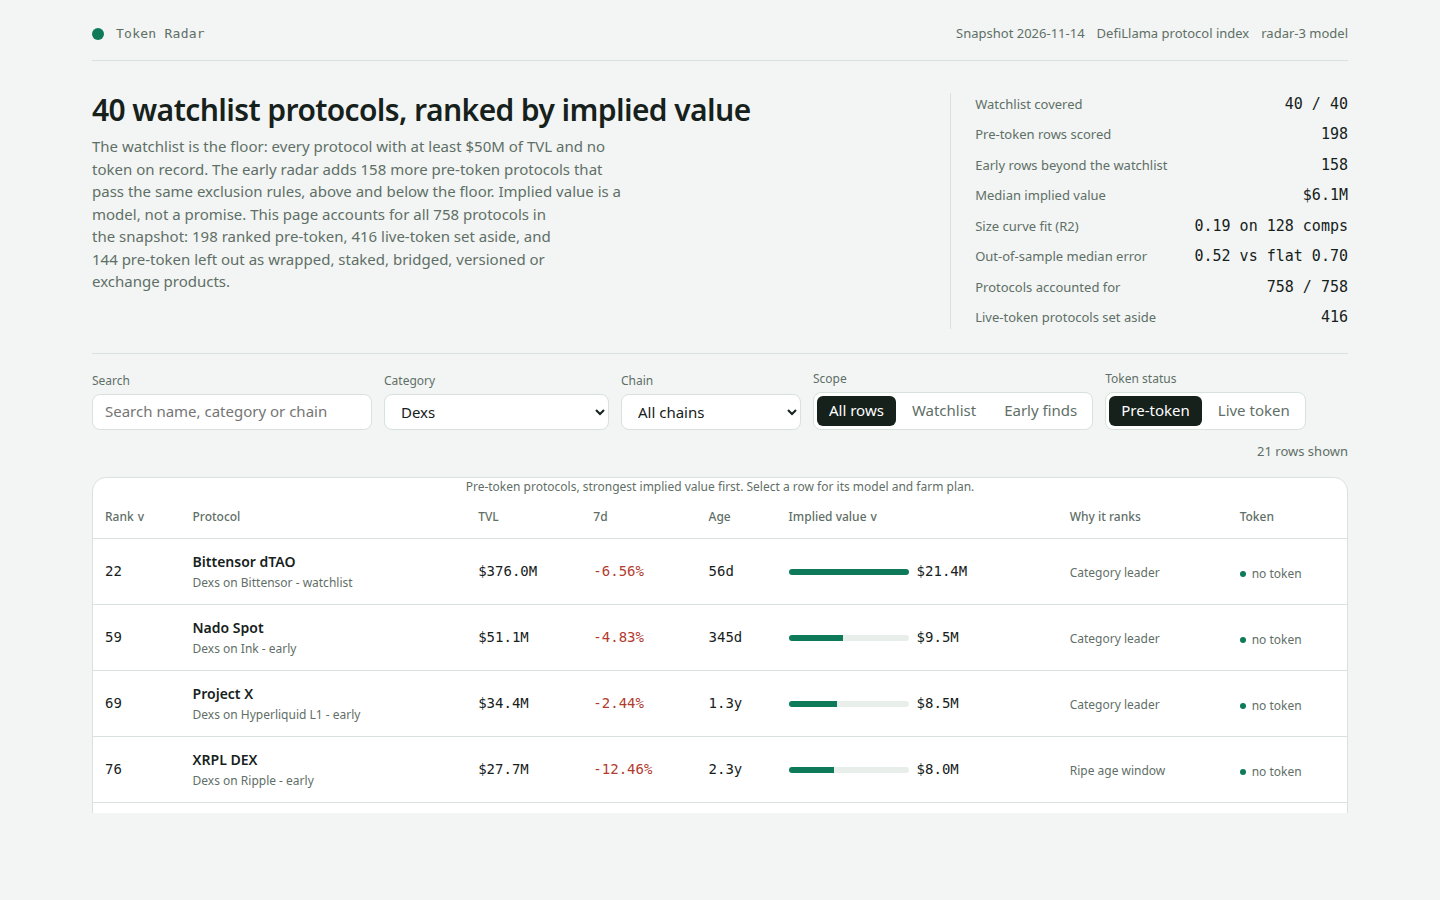 Token Radar
Snapshot 2026-11-14 DefiLlama protocol index radar-3 model
40 watchlist protocols, ranked by implied value
The watchlist is the floor: every protocol with at least $50M of TVL and no
token on record. The early radar adds 158 more pre-token protocols that
pass the same exclusion rules, above and below the floor. Implied value is a
model, not a promise. This page accounts for all 758 protocols in
the snapshot: 198 ranked pre-token, 416 live-token set aside, and
144 pre-token left out as wrapped, staked, bridged, versioned or
exchange products.
Watchlist covered 40 / 40
Pre-token rows scored 198
Early rows beyond the watchlist 158
Median implied value $6.1M
Size curve fit (R2) 0.19 on 128 comps
Out-of-sample median error 0.52 vs flat 0.70
Protocols accounted for 758 / 758
Live-token protocols set aside 416
Search Category Chain Scope Token status
Search name, category or chain Dexs All chains All rows Watchlist Early finds Pre-token Live token
21 rows shown
Pre-token protocols, strongest implied value first. Select a row for its model and farm plan.
Rank v Protocol TVL 7d Age Implied value v Why it ranks Token
22 Bittensor dTAO $376.0M -6.56% 56d $21.4M Category leader no token
Dexs on Bittensor - watchlist
59 Nado Spot $51.1M -4.83% 345d $9.5M Category leader no token
Dexs on Ink - early
69 Project X $34.4M -2.44% 1.3y $8.5M Category leader no token
Dexs on Hyperliquid L1 - early
76 XRPL DEX $27.7M -12.46% 2.3y $8.0M Ripe age window no token
Dexs on Ripple - early